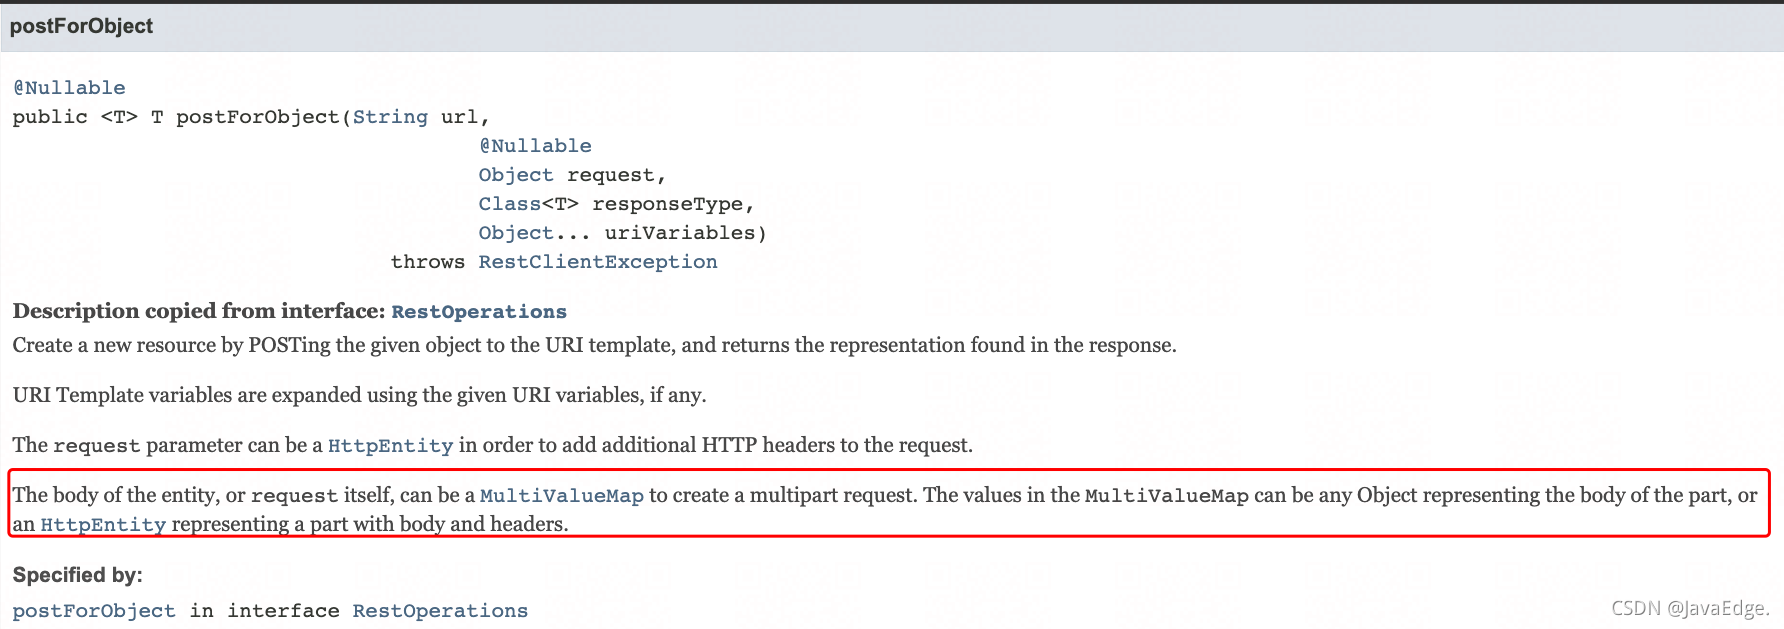 postForObject
@Nullable
public <T> T postForObject(String url,
@Nullable
Object request,
Class<T> responseType,
Object... uriVariables)
throws RestClientException
Description copied from interface: RestOperations
Create a new resource by POSTing the given object to the URI template, and returns the representation found in the response.
URI Template variables are expanded using the given URI variables, if any.
The request parameter can be a HttpEntity in order to add additional HTTP headers to the request.
The body of the entity, or request itself, can be a MultiValueMap to create a multipart request. The values in the MultiValueMap can be any Object representing the body of the part, or
an HttpEntity representing a part with body and headers.
Specified by:
postForObject in interface RestOperations
CSDN @JavaEdge.